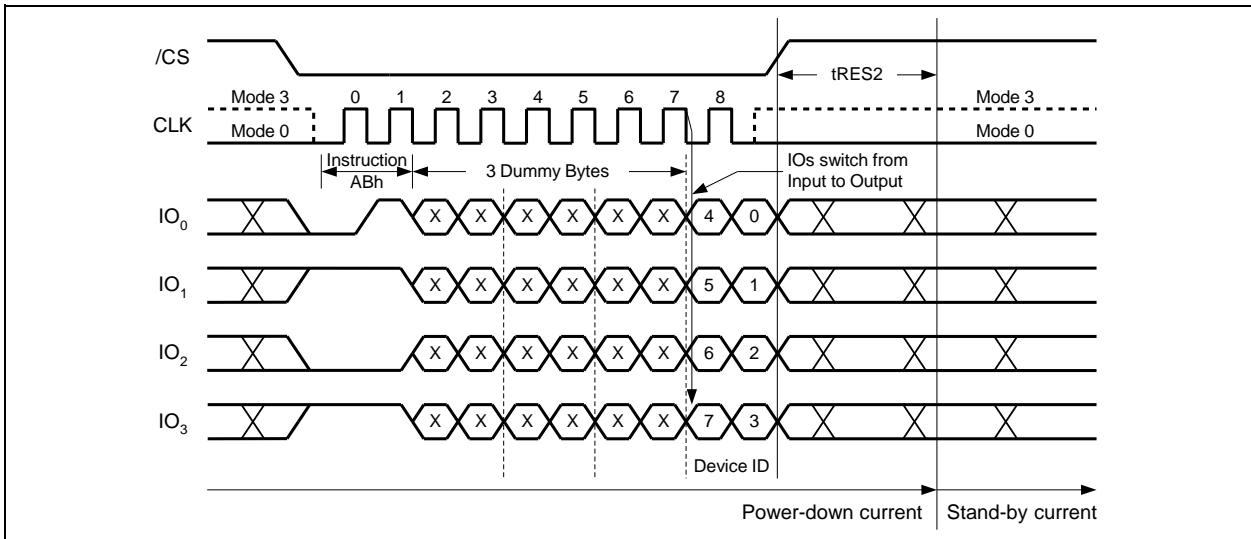 /CS
tRES2
Mode 3 0 1 2 3 4 5 6 7 8 Mode 3
CLK
Mode 0 Mode 0
Instruction
ABh
3 Dummy Bytes
IOs switch from
Input to Output
IO0 X X X X X X 4 0
IO1 X X X X X X 5 1
IO2 X X X X X X 6 2
IO3 X X X X X X 7 3
Device ID
Power-down current Stand-by current